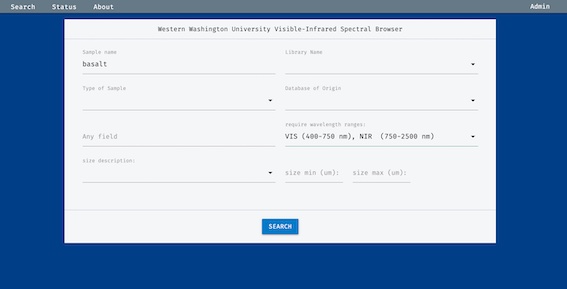 Search Status About Admin
Western Washington University Visible-Infrared Spectral Browser
Sample name Library Name
basalt
Type of Sample Database of Origin
require wavelength ranges:
Any field VIS (400-750 nm), NIR (750-2500 nm)
size description:
size min (um): size max (um):
SEARCH